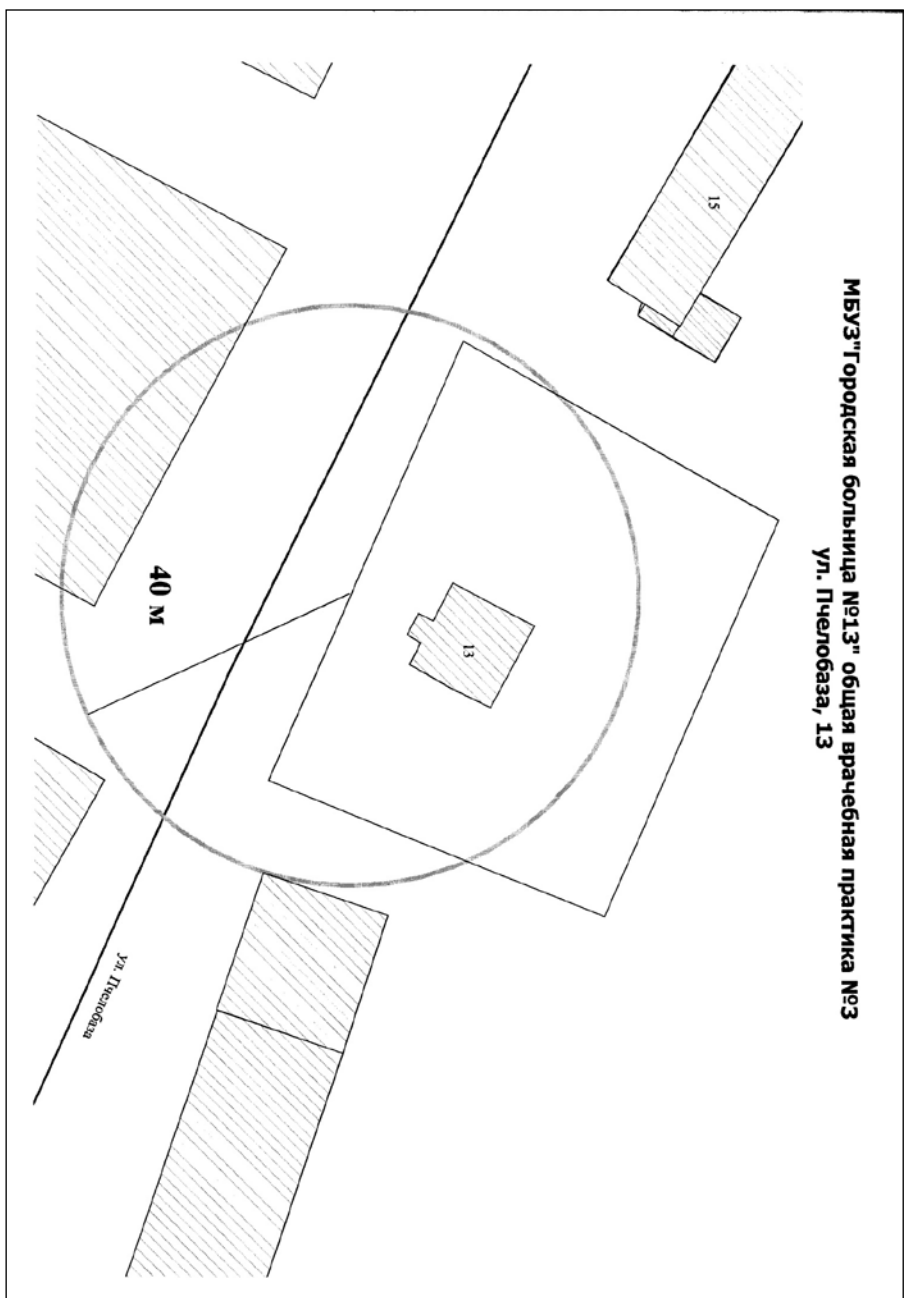 МБУЗ"Городская больница №13" общая врачебная практика №3
ул. Пчелобаза, 13
15
13
40 м
ул. Пчелобаза